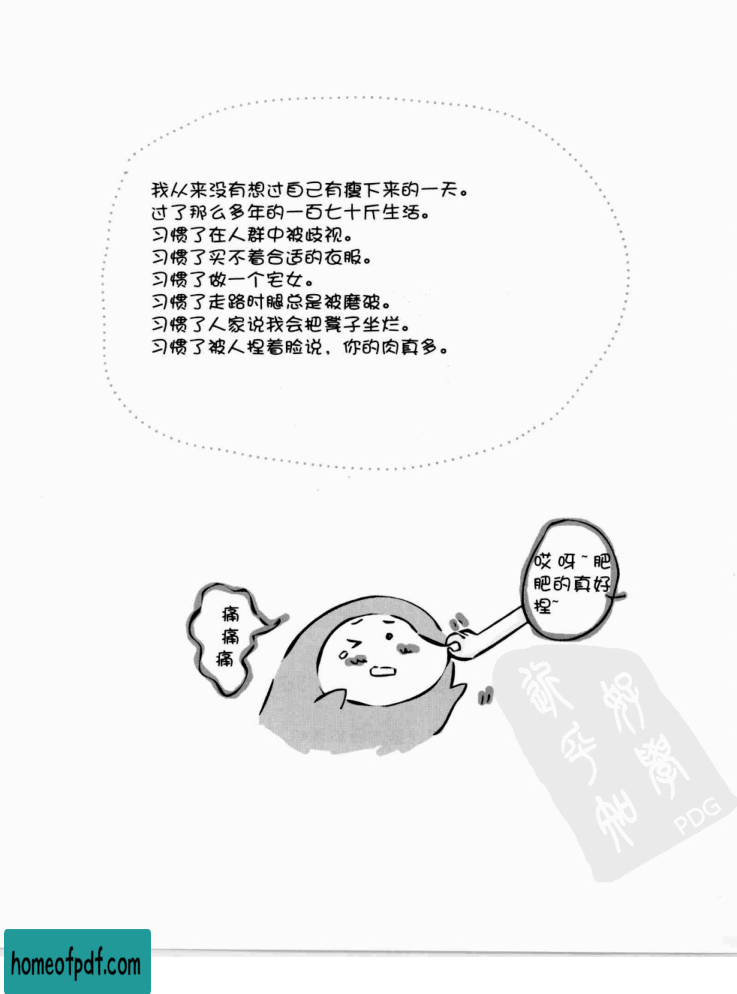 我从来没有想过自己有瘦下来的一天。
过了那么多年的一百七十斤生活。
习惯了在人群中被歧视。
习惯了买不着合适的衣服。
习惯了做一个宅女。
习惯了走路时腿总是被磨破。
习惯了人家说我会把凳子坐烂。
习惯了被人捏着脸说，你的肉真多。
哎呀~肥
肥的真好
捏~
痛
痛
痛
PDG
homeofpdf.com